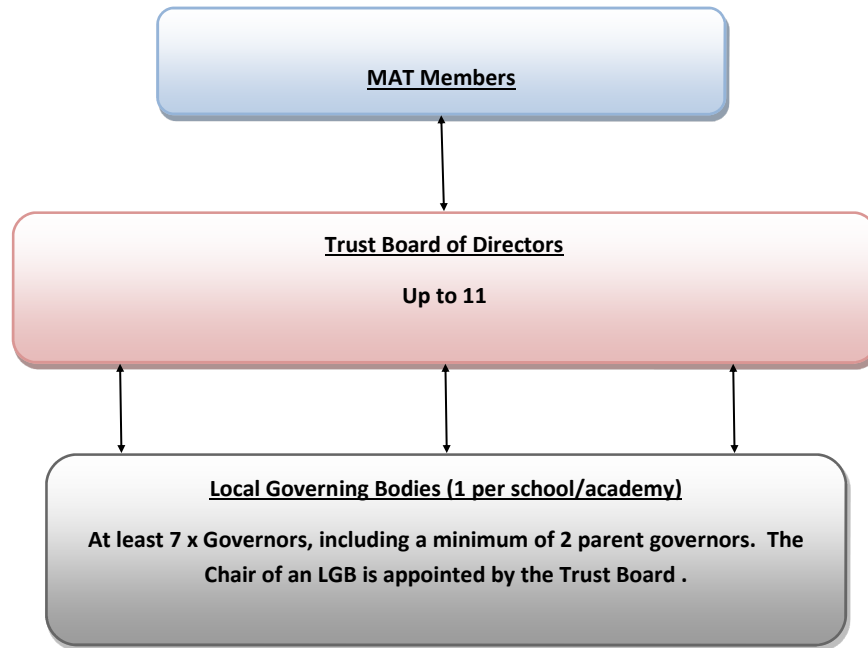 MAT Members
Trust Board of Directors
Up to 11
Local Governing Bodies (1 per school/academy)
At least 7 x Governors, including a minimum of 2 parent governors.  The
Chair of an LGB is appointed by the Trust Board .